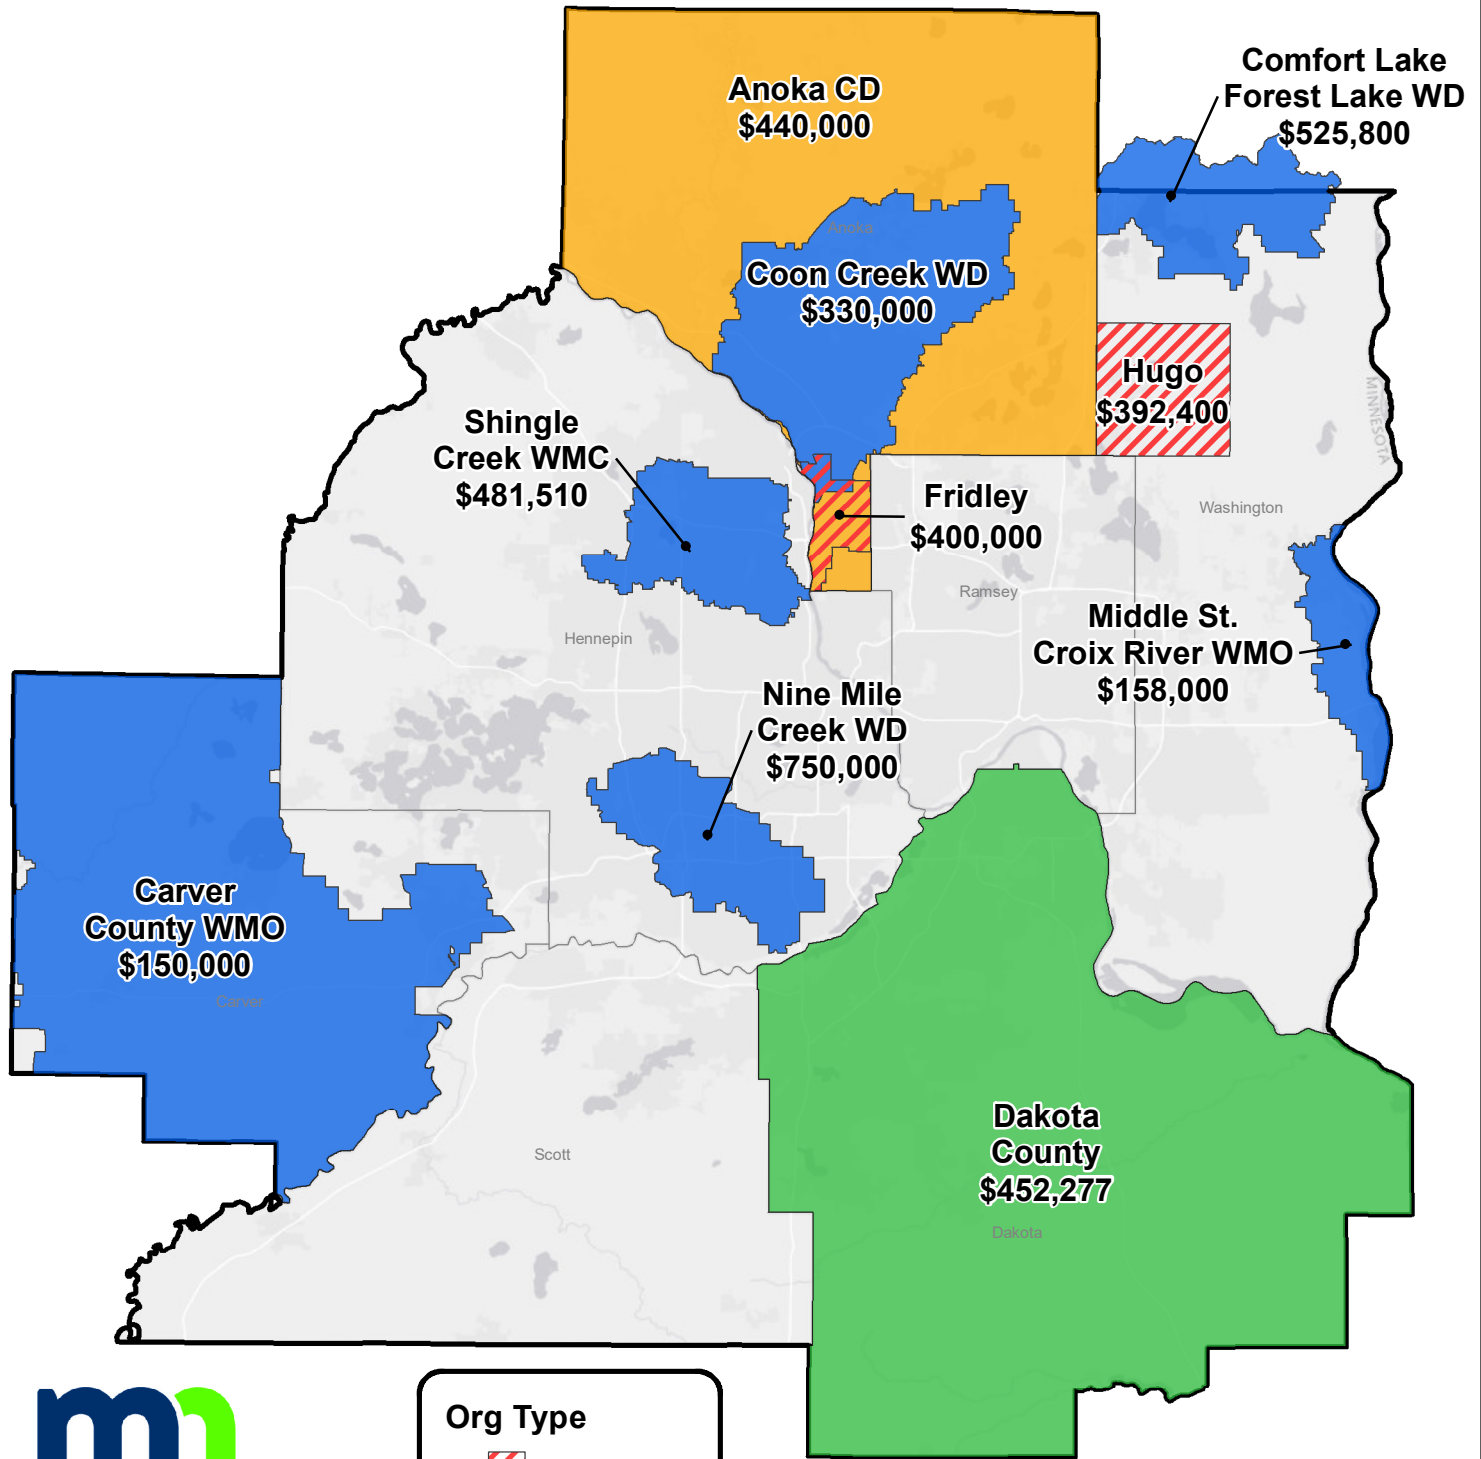 Comfort Lake
Forest Lake WD
$525,800
Anoka CD
$440,000
Anoka
Coon Creek WD
$330,000
Hugo
$392,400
MINNESOTA
Shingle
Creek WMC
$481,510
Fridley
$400,000
Washington
Ramsey
Hennepin
Middle St.
Croix River WMO
$158,000
Nine Mile
Creek WD
$750,000
Carver
County WMO
$150,000
Carver
Dakota
County
$452,277
Scott
Dakota
mn
Org Type